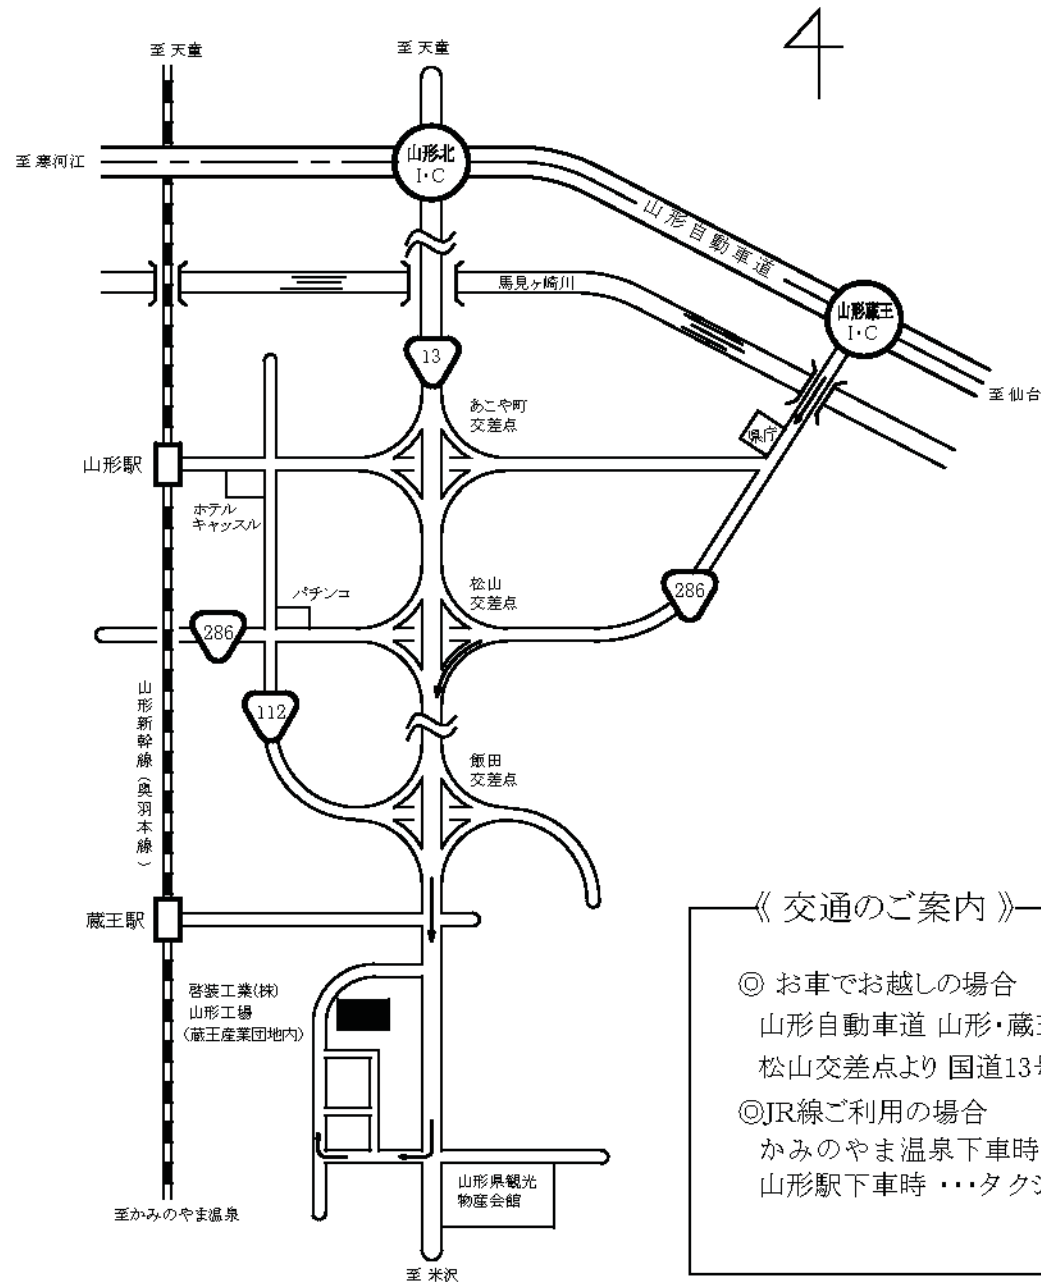 至 天童
至 天童
至 寒河江
山形北
I・C
山形自動車道
馬見ヶ崎川
山形蔵王
I・C
至 仙台
13
あこや町
交差点
県庁
山形駅
ホテル
キャッスル
パチンコ
松山
交差点
286
286
112
山形新幹線(奥羽本線)
飯田
交差点
蔵王駅
啓装工業(株)
山形工場
(蔵王産業団地内)
山形県観光
物産会館
至かみのやま温泉
至 米沢
《 交通のご案内 》
◎ お車でお越しの場合
山形自動車道 山形・蔵王
松山交差点より 国道13号
◎JR線ご利用の場合
かみのやま温泉下車時
山形駅下車時 ・・・タクシ